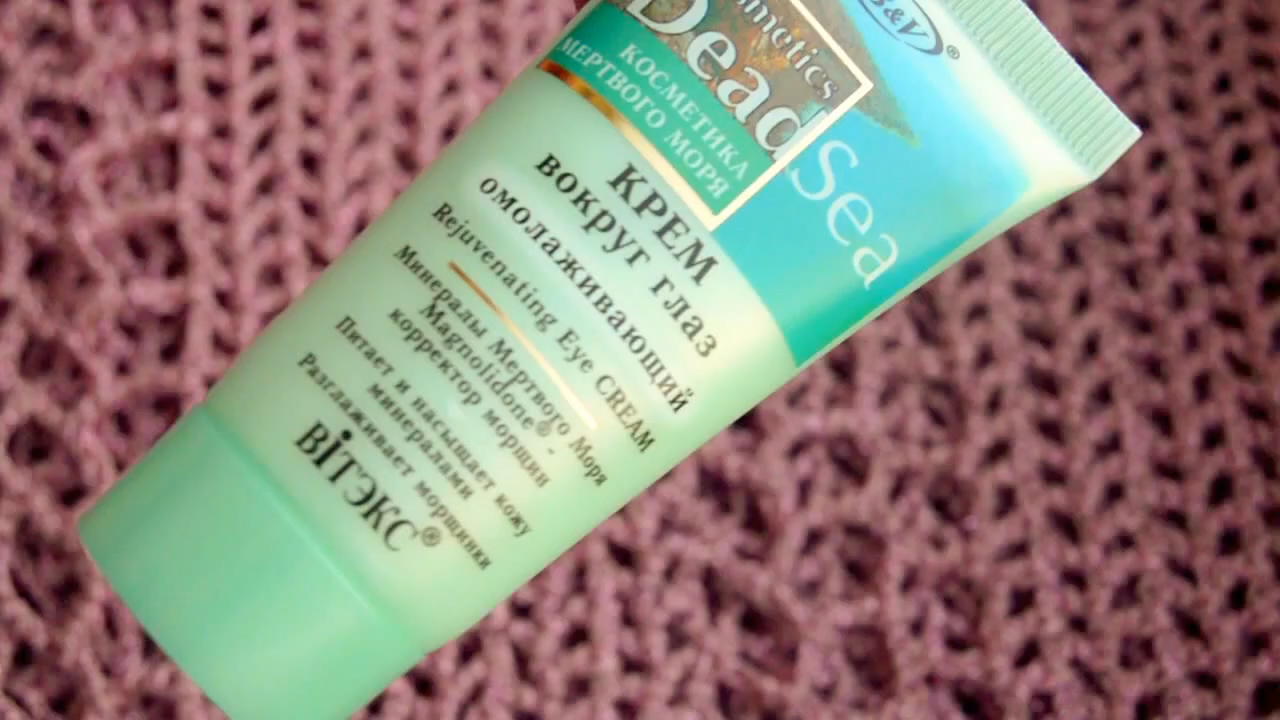 B&V®
Cosmetics
Dead Sea
КОСМЕТИКА
МЕРТВОГО МОРЯ
КРЕМ
вокруг глаз
омолаживающий
Rejuvenating Eye CREAM
Минералы Мертвого Моря
Magnolidone® -
корректор морщин
Питает и насыщает кожу
минералами
Разглаживает морщинки
ВІТЭКС®